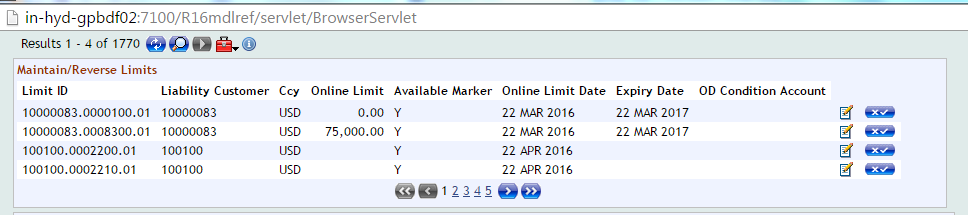 in-hyd-gpbdf02:7100/R16mdlref/servlet/BrowserServlet
Results 1 - 4 of 1770
Maintain/Reverse Limits
Limit ID Liability Customer Ccy Online Limit Available Marker Online Limit Date Expiry Date OD Condition Account
10000083.0000100.01 10000083 USD 0.00 Y 22 MAR 2016 22 MAR 2017
10000083.0008300.01 10000083 USD 75,000.00 Y 22 MAR 2016 22 MAR 2017
100100.0002200.01 100100 USD Y 22 APR 2016
100100.0002210.01 100100 USD Y 22 APR 2016
1 2 3 4 5